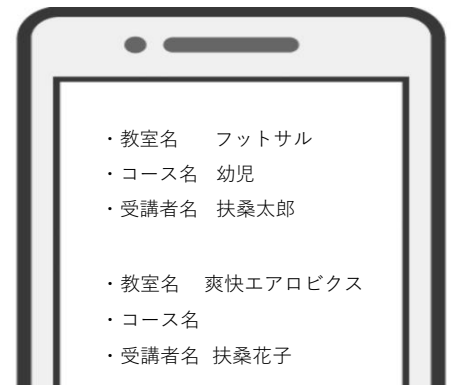 ・教室名　　フットサル
・コース名　幼児
・受講者名　扶桑太郎
・教室名　爽快エアロビクス
・コース名
・受講者名 扶桑花子